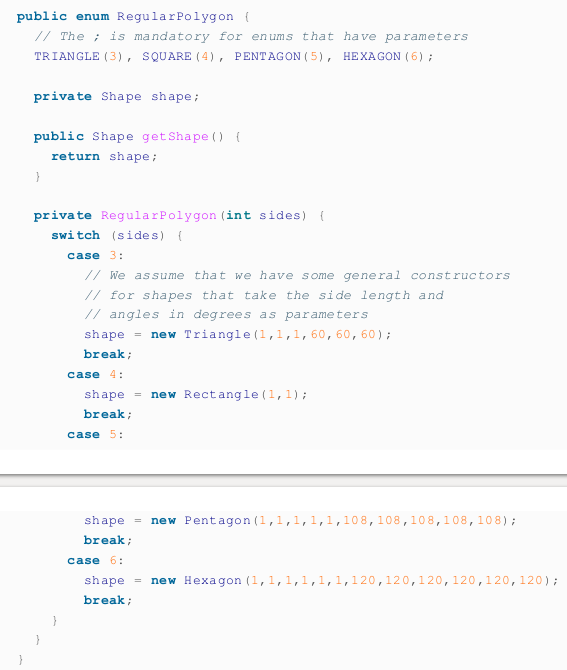 public enum RegularPolygon {
  // The ; is mandatory for enums that have parameters
  TRIANGLE(3), SQUARE(4), PENTAGON(5), HEXAGON(6);

  private Shape shape;

  public Shape getShape() {
    return shape;
  }

  private RegularPolygon(int sides) {
    switch (sides) {
      case 3:
        // We assume that we have some general constructors
        // for shapes that take the side length and
        // angles in degrees as parameters
        shape = new Triangle(1,1,1,60,60,60);
        break;
      case 4:
        shape = new Rectangle(1,1);
        break;
      case 5:
        shape = new Pentagon(1,1,1,1,1,108,108,108,108,108);
        break;
      case 6:
        shape = new Hexagon(1,1,1,1,1,1,120,120,120,120,120,120);
        break;
    }
  }
}